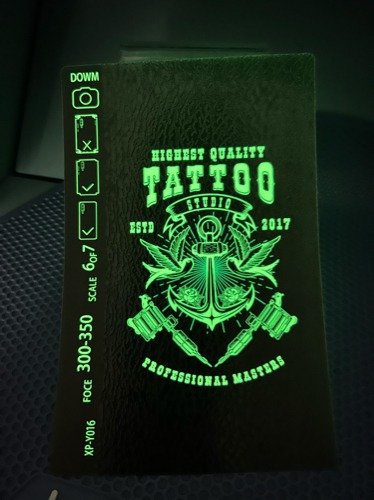 DOWM
HIGHEST QUALITY
TATTOO
STUDIO
ESTD 2017
PROFESSIONAL MASTERS
SCALE 6 OF 7
FOCE 300-350
XP-Y016